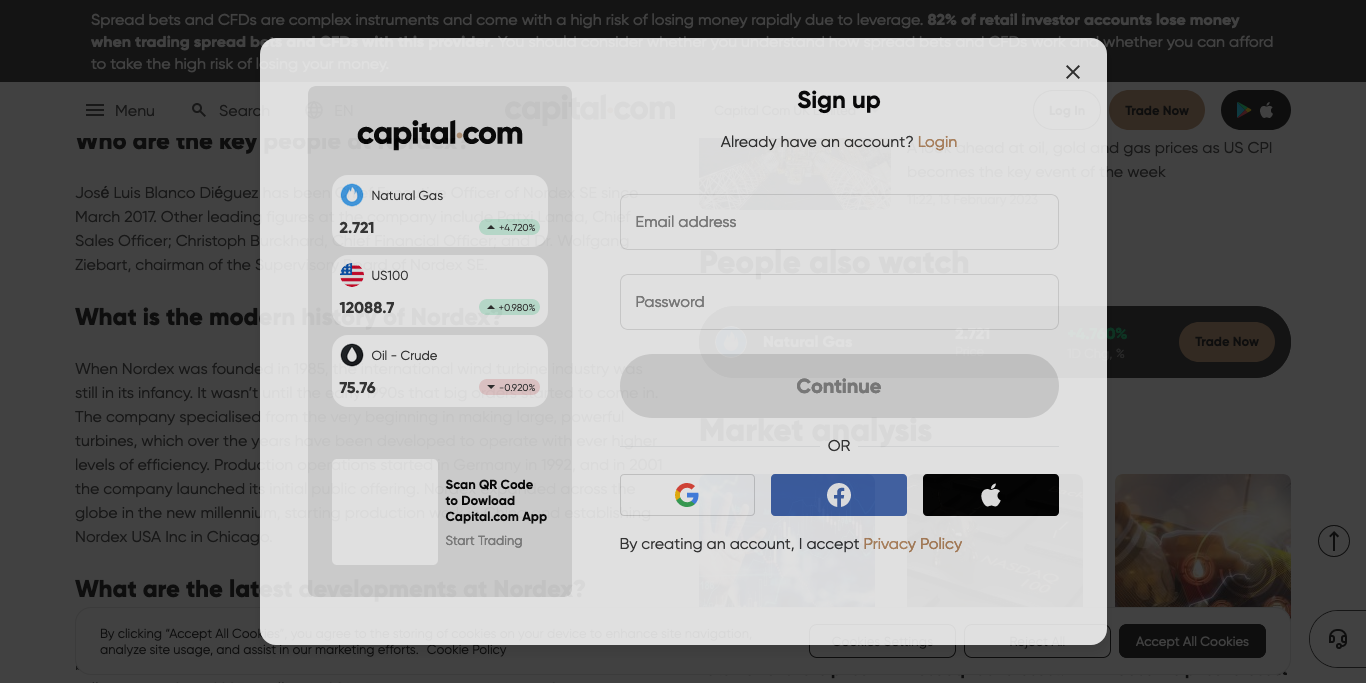 Spread bets and CFDs are complex instruments and come with a high risk of losing money rapidly due to leverage. 82% of retail investor accounts lose money
when trading spread bets and CFDs with this provider. You should consider whether you understand how spread bets and CFDs work and whether you can afford
to take the high risk of losing your money.
Menu
Search
EN
capital.com
Log In
Trade Now
Sign up
Already have an account? Login
Email address
Password
Continue
OR
By creating an account, I accept Privacy Policy
capital.com
Natural Gas
2.721
+4.720%
US100
12088.7
+0.980%
Oil - Crude
75.76
-0.920%
Scan QR Code
to Dowload
Capital.com App
Start Trading
Who are the key people at Nordex?
José Luis Blanco Diéguez has been Officer of Nordex SE since
March 2017. Other leading figures at the company include Chief
Sales Officer; Christoph Burckhard, Chief Financial Officer; and Dr. Wolfgang
Ziebart, chairman of the Supervisory Board of Nordex SE.
What is the modern history of Nordex?
When Nordex was founded in 1985, the international wind turbine industry was
still in its infancy. It wasn't until the 90s that big started to come in.
The company specialised from the very beginning in making large, powerful
turbines, which over the years have been developed to operate with ever higher
levels of efficiency. Production operations started in Germany in 1992, and in 2001
the company launched its initial public offering. across the
globe in the new millennium, starting production establishing
Nordex USA Inc in Chicago.
What are the latest developments at Nordex?
ahead at oil, gold and gas prices as US CPI
becomes the key event of the week
People also watch
Natural Gas
2.721
Trade Now
Market analysis
By clicking "Accept All Cookies", you agree to the storing of cookies on your device to enhance site navigation,
analyze site usage, and assist in our marketing efforts. Cookie Policy
Cookies Settings
Reject All
Accept All Cookies